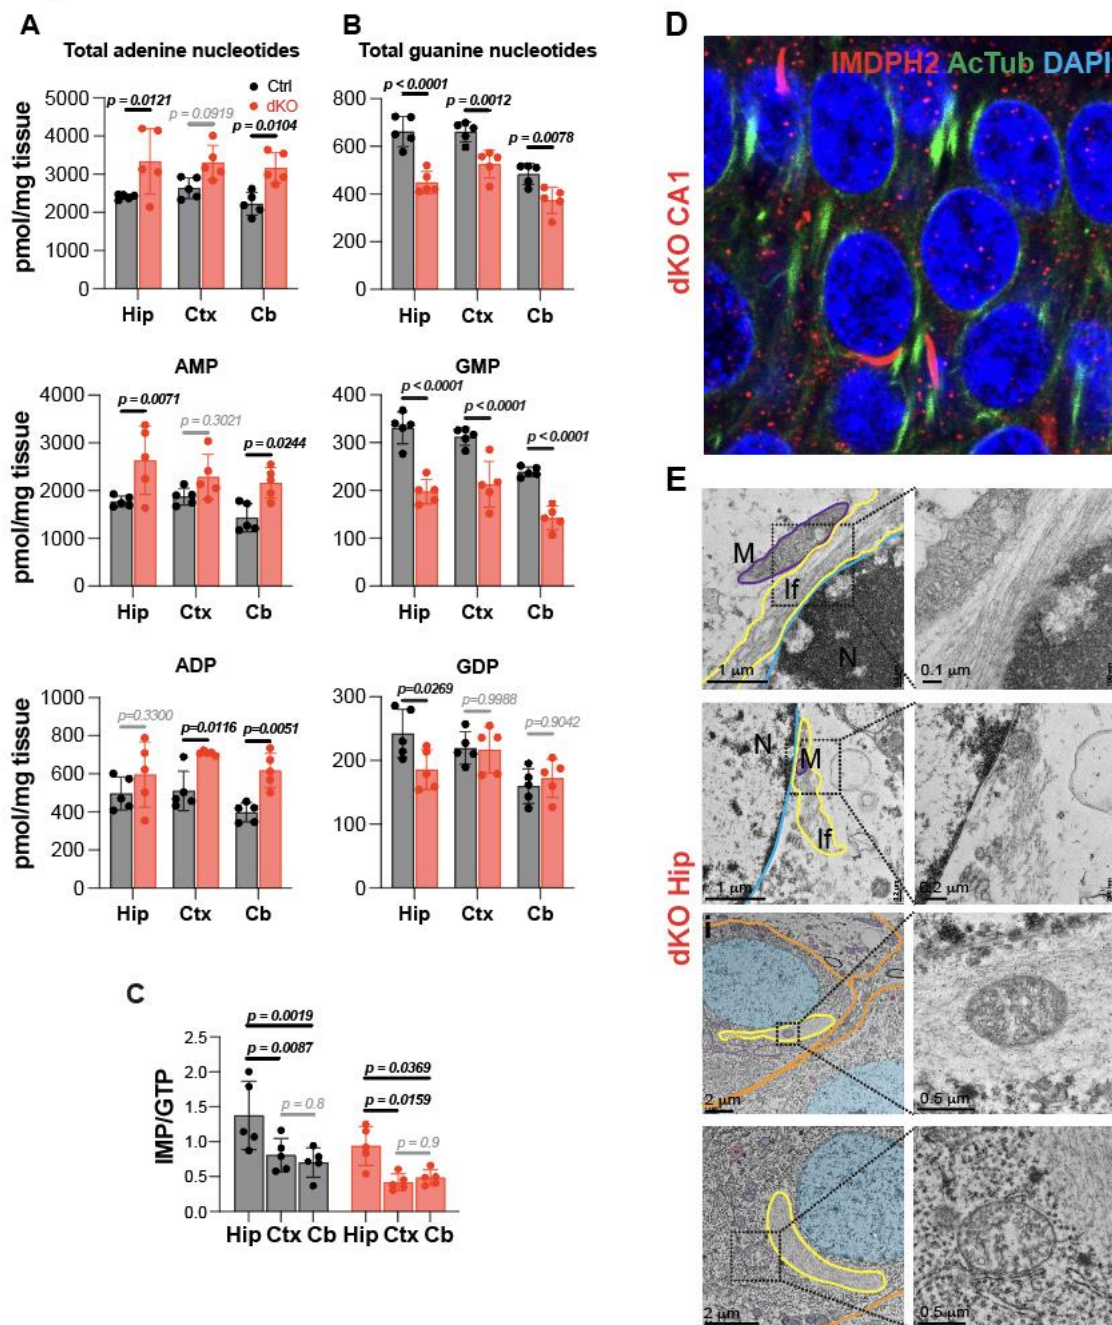 A
Total adenine nucleotides
Ctrl
dKO
pmol/mg tissue
5000
4000
3000
2000
1000
0
p = 0.0121
p = 0.0919
p = 0.0104
Hip Ctx Cb
AMP
pmol/mg tissue
4000
3000
2000
1000
0
p = 0.0071
p = 0.3021
p = 0.0244
Hip Ctx Cb
ADP
pmol/mg tissue
800
600
400
200
0
p=0.3300
p=0.0116
p=0.0051
Hip Ctx Cb
B
Total guanine nucleotides
800
600
400
200
0
p < 0.0001
p = 0.0012
p = 0.0078
Hip Ctx Cb
GMP
400
300
200
100
0
p < 0.0001
p < 0.0001
p < 0.0001
Hip Ctx Cb
GDP
300
200
100
0
p=0.0269
p=0.9988
p=0.9042
Hip Ctx Cb
C
IMP/GTP
2.5
2.0
1.5
1.0
0.5
0.0
p = 0.0019
p = 0.0087
p = 0.8
p = 0.0369
p = 0.0159
p = 0.9
Hip Ctx Cb Hip Ctx Cb
D
IMDPH2 AcTub DAPI
dKO CA1
E
dKO Hip
M
If
N
1 µm
0.1 µm
N
M
If
1 µm
0.2 µm
i
2 µm
0.5 µm
2 µm
0.5 µm